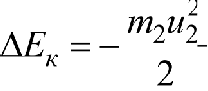 ΔE_к = - m_2 u_2^2 / 2